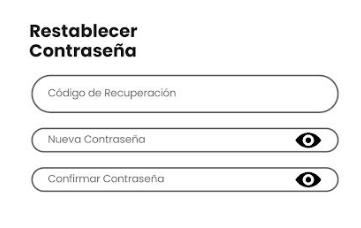 Restablecer
Contraseña
Código de Recuperación
Nueva Contraseña
Confirmar Contraseña